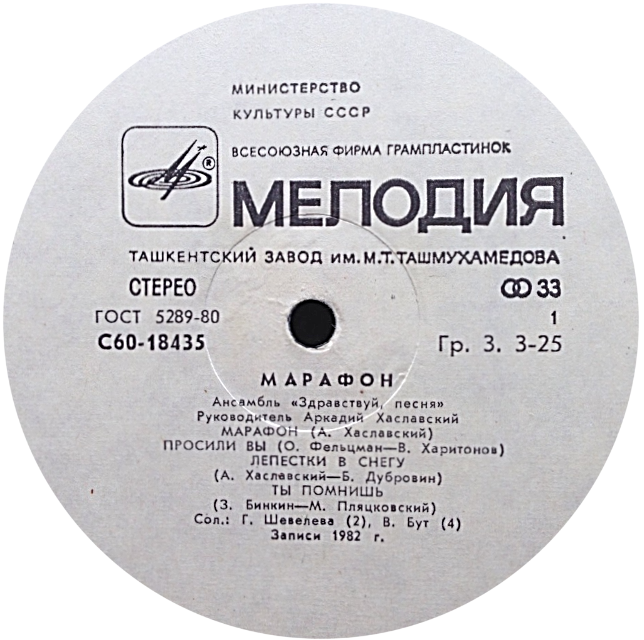 МИНИСТЕРСТВО
КУЛЬТУРЫ СССР
ВСЕСОЮЗНАЯ ФИРМА ГРАМПЛАСТИНОК
®
МЕЛОДИЯ
ТАШКЕНТСКИЙ ЗАВОД ИМ. М.Т.ТАШМУХАМЕДОВА
СТЕРЕО 33
ГОСТ 5289-80 1
С60-18435 Гр. 3. 3-25
МАРАФОН
Ансамбль «Здравствуй, песня»
Руководитель Аркадий Хаславский
МАРАФОН (А. Хаславский)
ПРОСИЛИ ВЫ (О. Фельцман—В. Харитонов)
ЛЕПЕСТКИ В СНЕГУ
(А. Хаславский—Б. Дубровин)
ТЫ ПОМНИШЬ
(З. Бинкин—М. Пляцковский)
Сол.: Г. Шевелева (2), В. Бут (4)
Записи 1982 г.